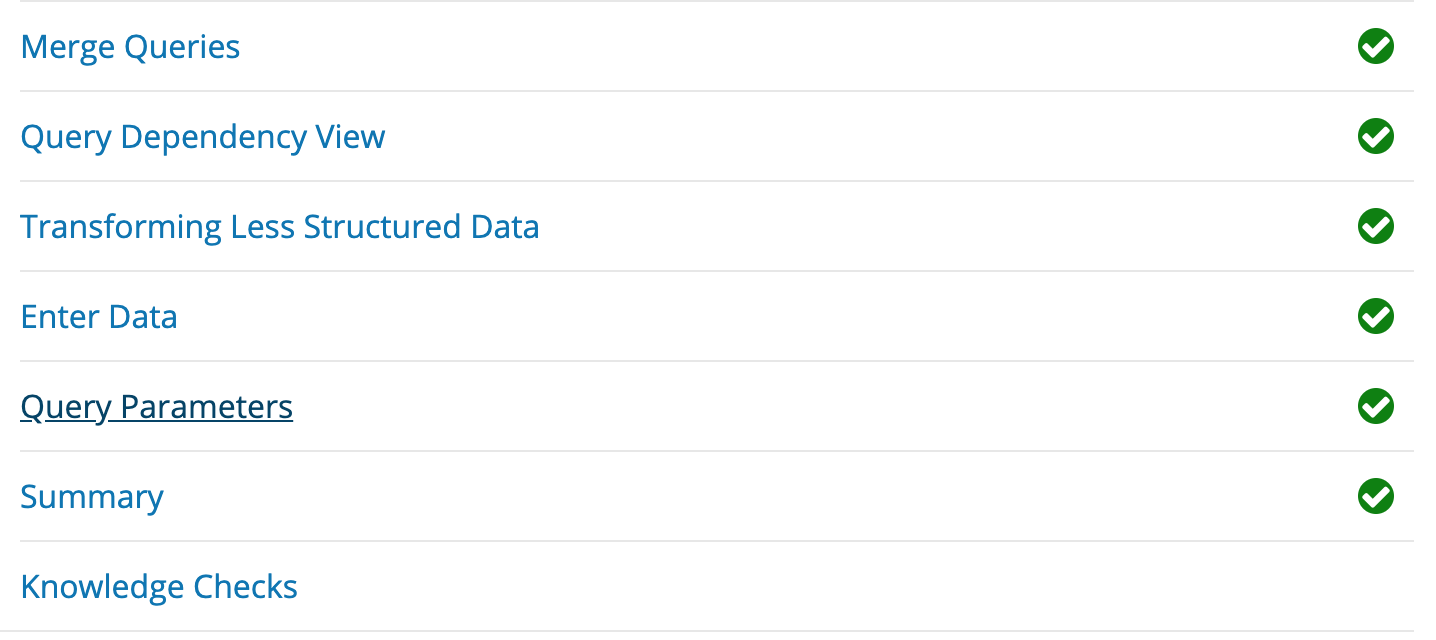 Merge Queries
Query Dependency View
Transforming Less Structured Data
Enter Data
Query Parameters
Summary
Knowledge Checks